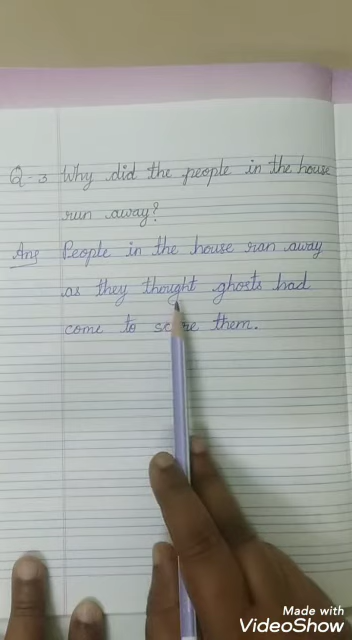 Q-3 Why did the people in the house
run away?
Ans People in the house ran away
as they thought ghosts had
come to scare them.
Made with
VideoShow